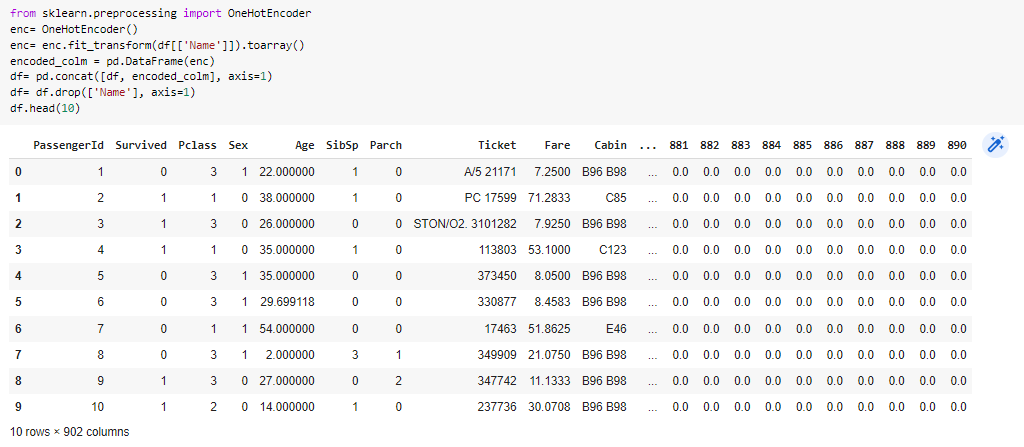 from sklearn.preprocessing import OneHotEncoder
enc= OneHotEncoder()
enc= enc.fit_transform(df[['Name']]).toarray()
encoded_colm = pd.DataFrame(enc)
df= pd.concat([df, encoded_colm], axis=1)
df= df.drop(['Name'], axis=1)
df.head(10)
PassengerId Survived Pclass Sex Age SibSp Parch Ticket Fare Cabin ... 881 882 883 884 885 886 887 888 889 890
0 1 0 3 1 22.000000 1 0 A/5 21171 7.2500 B96 B98 ... 0.0 0.0 0.0 0.0 0.0 0.0 0.0 0.0 0.0 0.0
1 2 1 1 0 38.000000 1 0 PC 17599 71.2833 C85 ... 0.0 0.0 0.0 0.0 0.0 0.0 0.0 0.0 0.0 0.0
2 3 1 3 0 26.000000 0 0 STON/O2. 3101282 7.9250 B96 B98 ... 0.0 0.0 0.0 0.0 0.0 0.0 0.0 0.0 0.0 0.0
3 4 1 1 0 35.000000 1 0 113803 53.1000 C123 ... 0.0 0.0 0.0 0.0 0.0 0.0 0.0 0.0 0.0 0.0
4 5 0 3 1 35.000000 0 0 373450 8.0500 B96 B98 ... 0.0 0.0 0.0 0.0 0.0 0.0 0.0 0.0 0.0 0.0
5 6 0 3 1 29.699118 0 0 330877 8.4583 B96 B98 ... 0.0 0.0 0.0 0.0 0.0 0.0 0.0 0.0 0.0 0.0
6 7 0 1 1 54.000000 0 0 17463 51.8625 E46 ... 0.0 0.0 0.0 0.0 0.0 0.0 0.0 0.0 0.0 0.0
7 8 0 3 1 2.000000 3 1 349909 21.0750 B96 B98 ... 0.0 0.0 0.0 0.0 0.0 0.0 0.0 0.0 0.0 0.0
8 9 1 3 0 27.000000 0 2 347742 11.1333 B96 B98 ... 0.0 0.0 0.0 0.0 0.0 0.0 0.0 0.0 0.0 0.0
9 10 1 2 0 14.000000 1 0 237736 30.0708 B96 B98 ... 0.0 0.0 0.0 0.0 0.0 0.0 0.0 0.0 0.0 0.0
10 rows × 902 columns